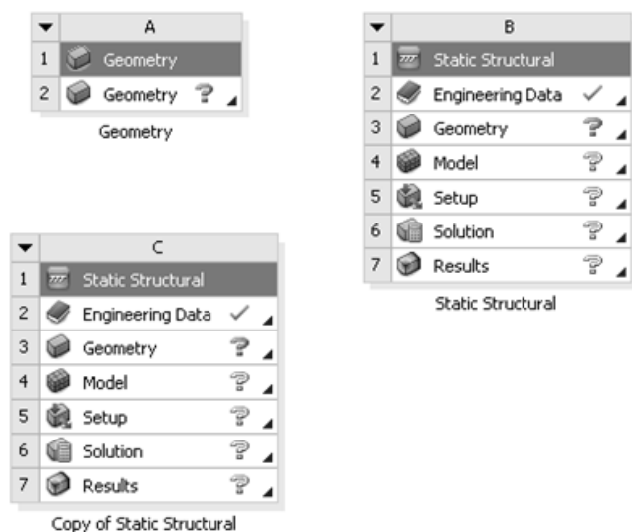 A
1 Geometry
2 Geometry ?
Geometry
B
1 Static Structural
2 Engineering Data ✓
3 Geometry ?
4 Model ?
5 Setup ?
6 Solution ?
7 Results ?
Static Structural
C
1 Static Structural
2 Engineering Data ✓
3 Geometry ?
4 Model ?
5 Setup ?
6 Solution ?
7 Results ?
Copy of Static Structural